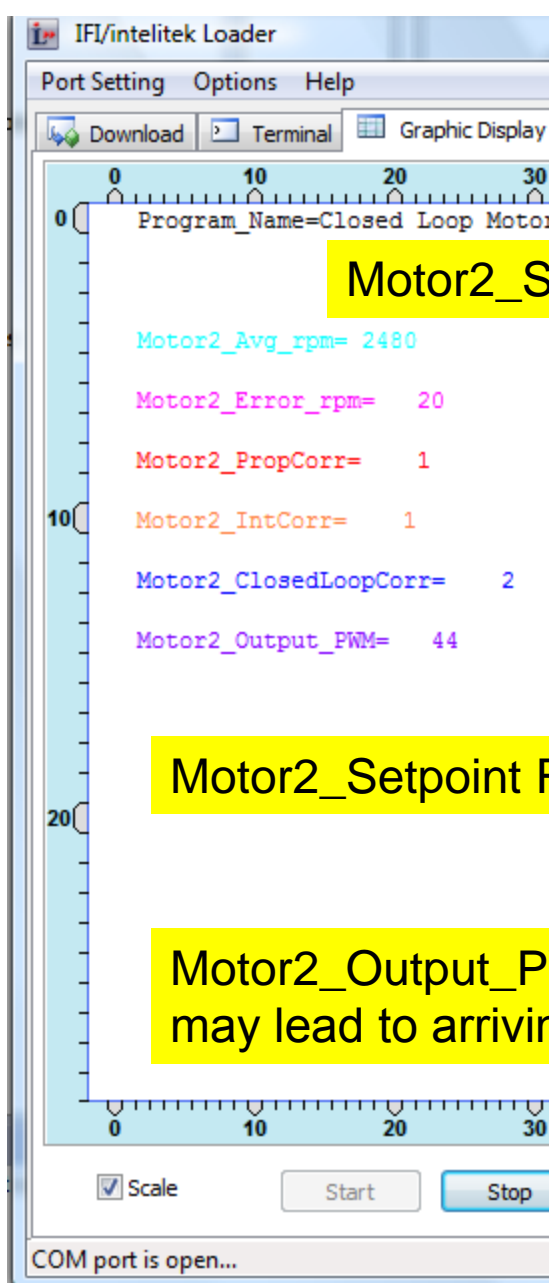 IFI/intelitek Loader
Port Setting Options Help
Download Terminal Graphic Display
0 10 20 30
0
Program_Name=Closed Loop Motor
Motor2_S
Motor2_Avg_rpm= 2480
Motor2_Error_rpm= 20
Motor2_PropCorr= 1
10
Motor2_IntCorr= 1
Motor2_ClosedLoopCorr= 2
Motor2_Output_PWM= 44
Motor2_Setpoint
20
Motor2_Output_P
may lead to
0 10 20 30
Scale Start Stop
COM port is open...